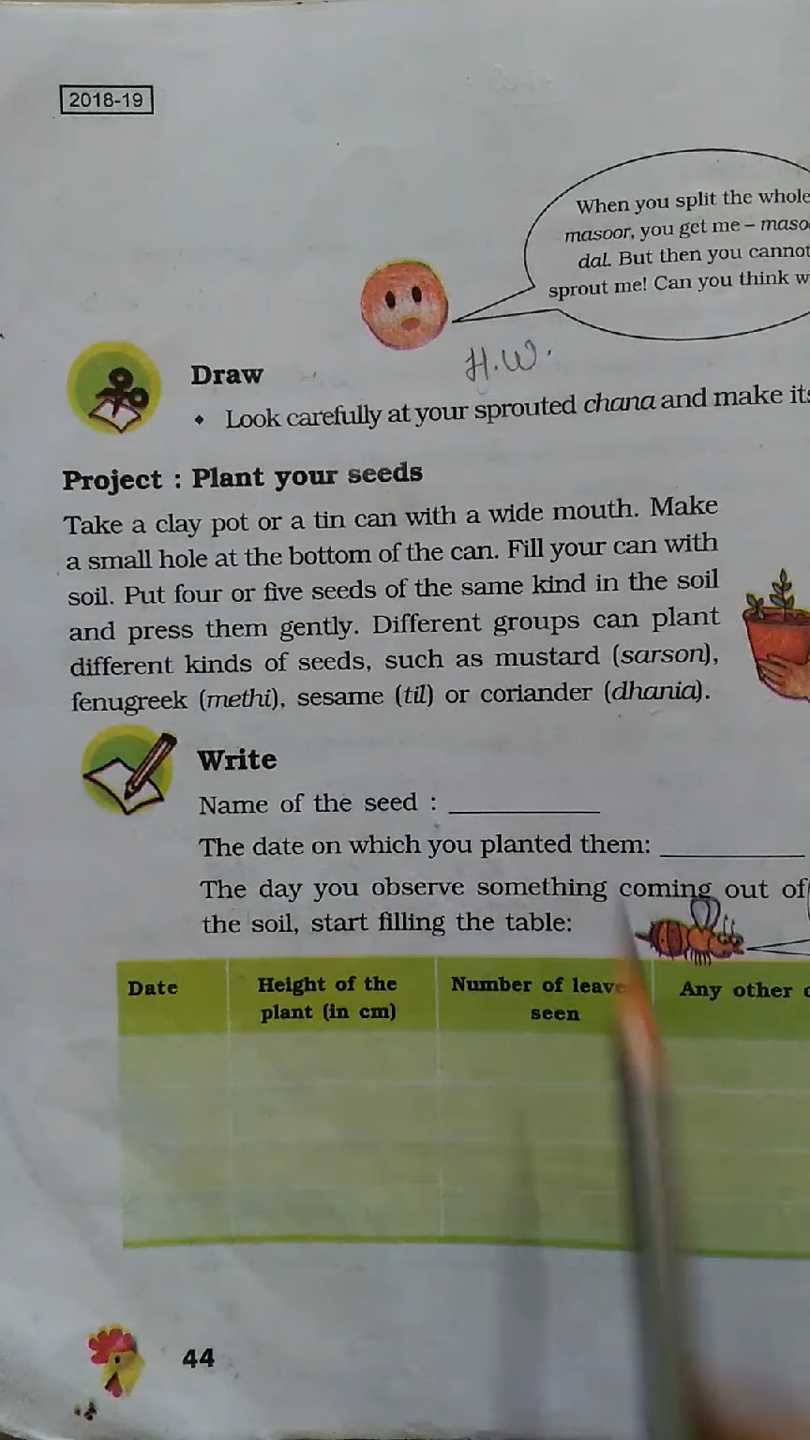 2018-19
When you split the whole
masoor, you get me – maso
dal. But then you cannot
sprout me! Can you think w
H.W.
Draw
• Look carefully at your sprouted chana and make its
Project : Plant your seeds
Take a clay pot or a tin can with a wide mouth. Make
a small hole at the bottom of the can. Fill your can with
soil. Put four or five seeds of the same kind in the soil
and press them gently. Different groups can plant
different kinds of seeds, such as mustard (sarson),
fenugreek (methi), sesame (til) or coriander (dhania).
Write
Name of the seed :
The date on which you planted them:
The day you observe something coming out of
the soil, start filling the table:
Date
Height of the
plant (in cm)
Number of leave
seen
Any other
44